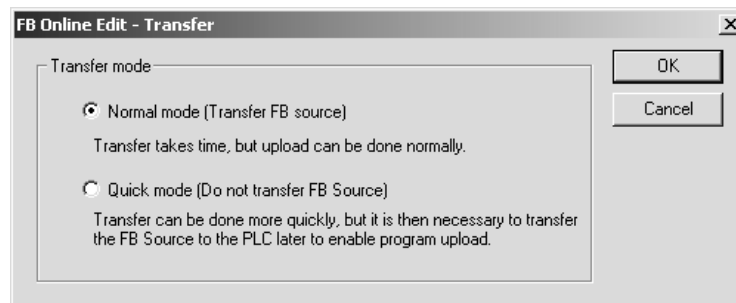 FB Online Edit - Transfer
Transfer mode
Normal mode (Transfer FB source)
Transfer takes time, but upload can be done normally.
Quick mode (Do not transfer FB Source)
Transfer can be done more quickly, but it is then necessary to transfer
the FB Source to the PLC later to enable program upload.
OK
Cancel